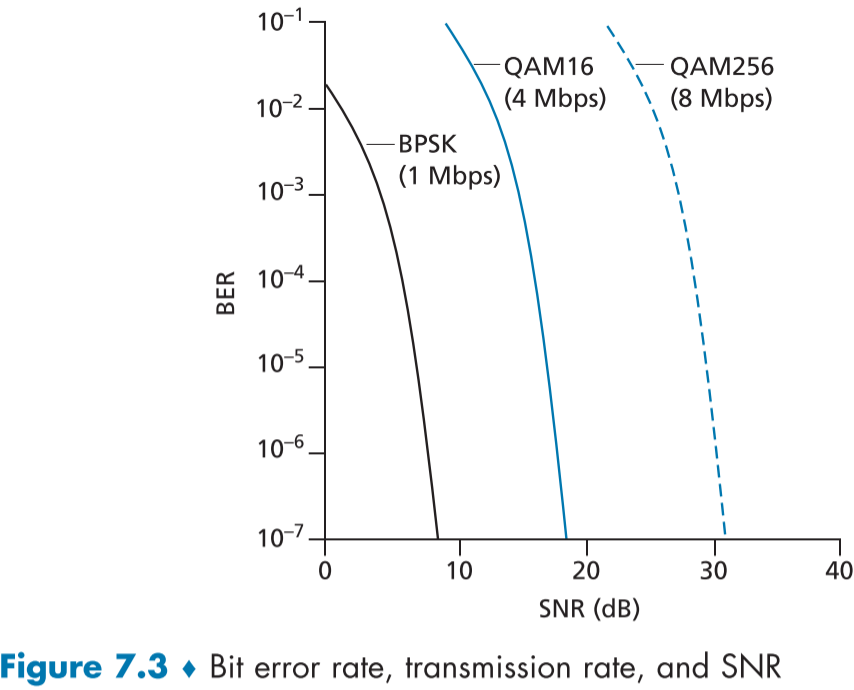 10⁻¹
10⁻²
10⁻³
10⁻⁴
10⁻⁵
10⁻⁶
10⁻⁷
BER
QAM16
(4 Mbps)
QAM256
(8 Mbps)
BPSK
(1 Mbps)
0 10 20 30 40
SNR (dB)
Figure 7.3 ♦ Bit error rate, transmission rate, and SNR